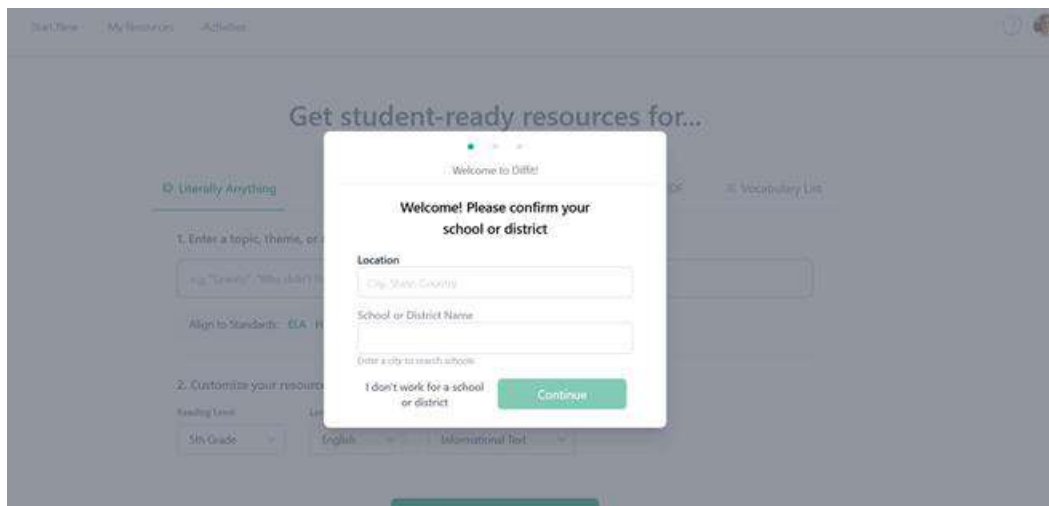 Start New My Resources Activities
Get student-ready resources for...
Welcome to Diffit!
Literally Anything
Vocabulary List
Welcome! Please confirm your
school or district
1. Enter a topic, theme, or
Location
City, State, Country
School or District Name
Align to Standards: ELA
Enter a city to search schools
2. Customize your resource
I don't work for a school
or district
Continue
Reading Level
5th Grade English Informational Text